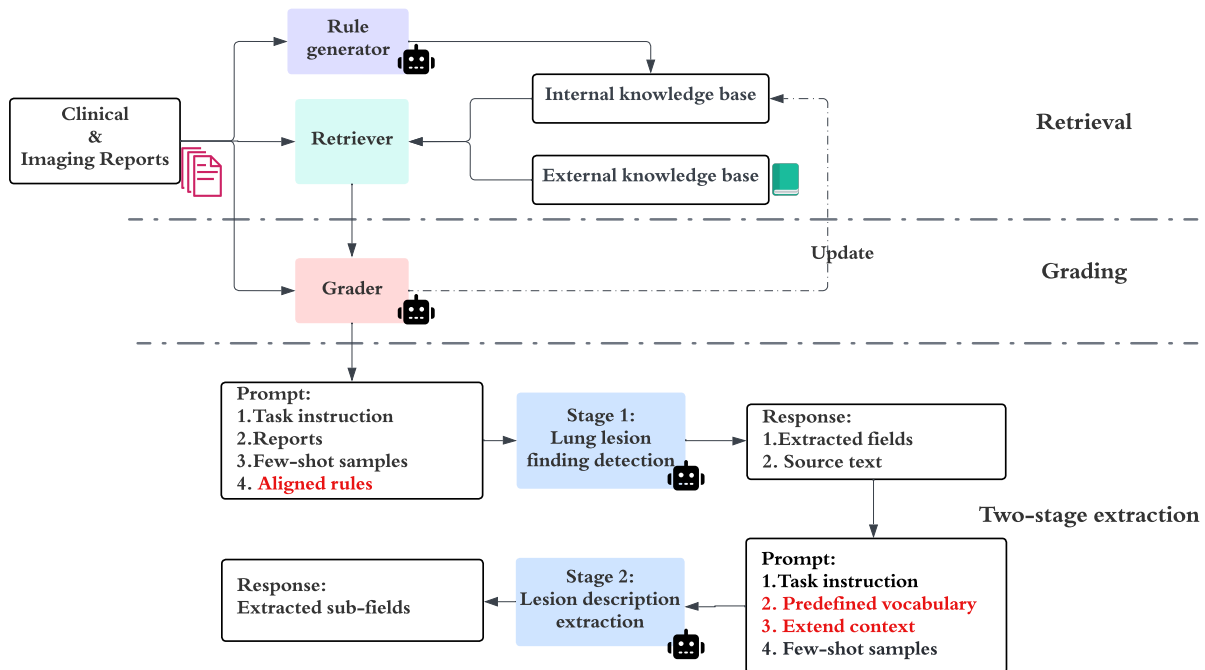 Rule
generator
Clinical
&
Imaging Reports
Retriever
Internal knowledge base
External knowledge base
Retrieval
Update
Grading
Grader
Prompt:
1.Task instruction
2.Reports
3.Few-shot samples
4. Aligned rules
Stage 1:
Lung lesion
finding detection
Response:
1.Extracted fields
2. Source text
Two-stage extraction
Prompt:
1.Task instruction
2. Predefined vocabulary
3. Extend context
4. Few-shot samples
Stage 2:
Lesion description
extraction
Response:
Extracted sub-fields